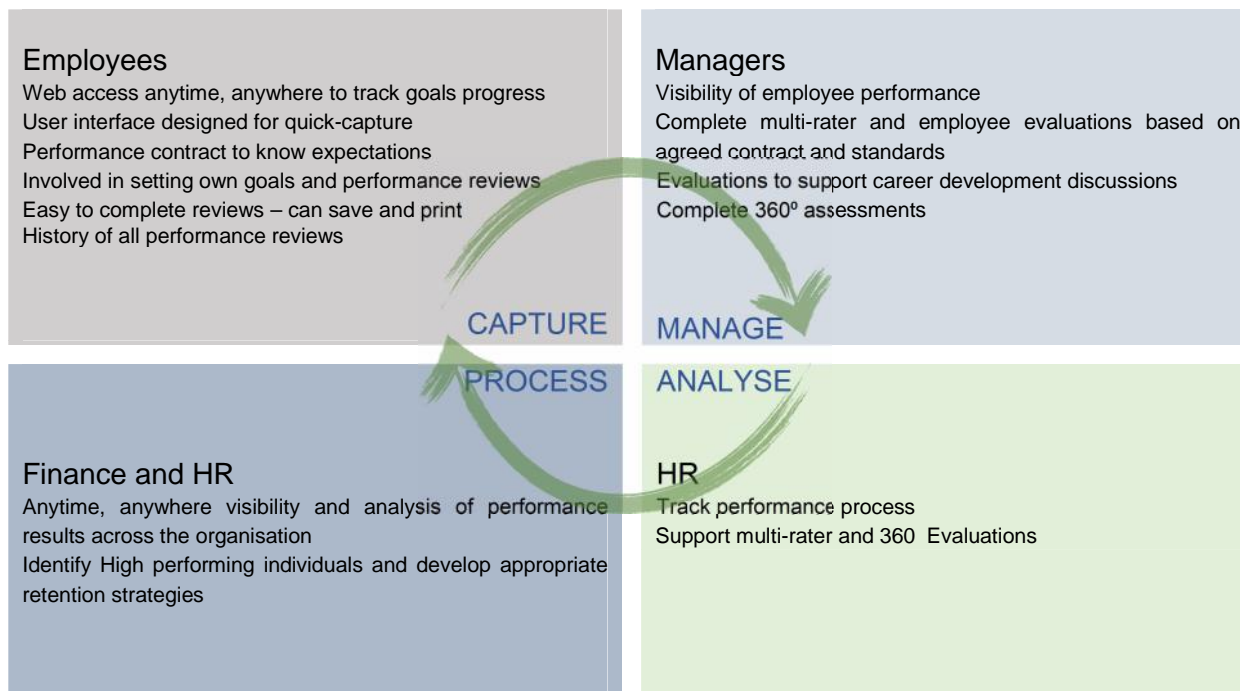 Employees
Web access anytime, anywhere to track goals progress
User interface designed for quick-capture
Performance contract to know expectations
Involved in setting own goals and performance reviews
Easy to complete reviews – can save and print
History of all performance reviews
CAPTURE
Managers
Visibility of employee performance
Complete multi-rater and employee evaluations based on
agreed contract and standards
Evaluations to support career development discussions
Complete 360º assessments
MANAGE
PROCESS
Finance and HR
Anytime, anywhere visibility and analysis of performance
results across the organisation
Identify High performing individuals and develop appropriate
retention strategies
ANALYSE
HR
Track performance process
Support multi-rater and 360 Evaluations